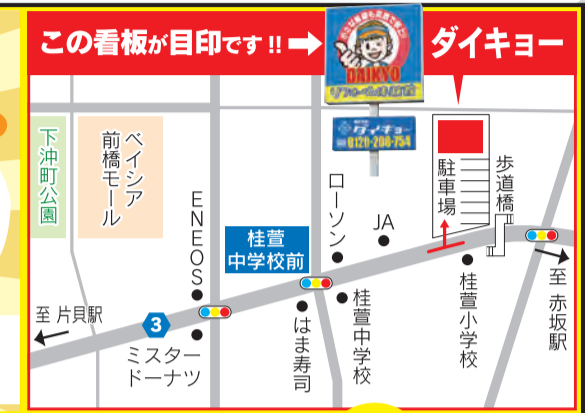 この看板が目印です!!
ダイキョー
DAIKYO
ダイキョー
0120-208-754
下沖町公園
ベイシア
前橋モール
ENEOS
桂萱
中学校前
ローソン
JA
駐車場
歩道橋
至 赤坂駅
至 片貝駅
3
ミスター
ドーナツ
はま寿司
桂萱中学校
桂萱小学校